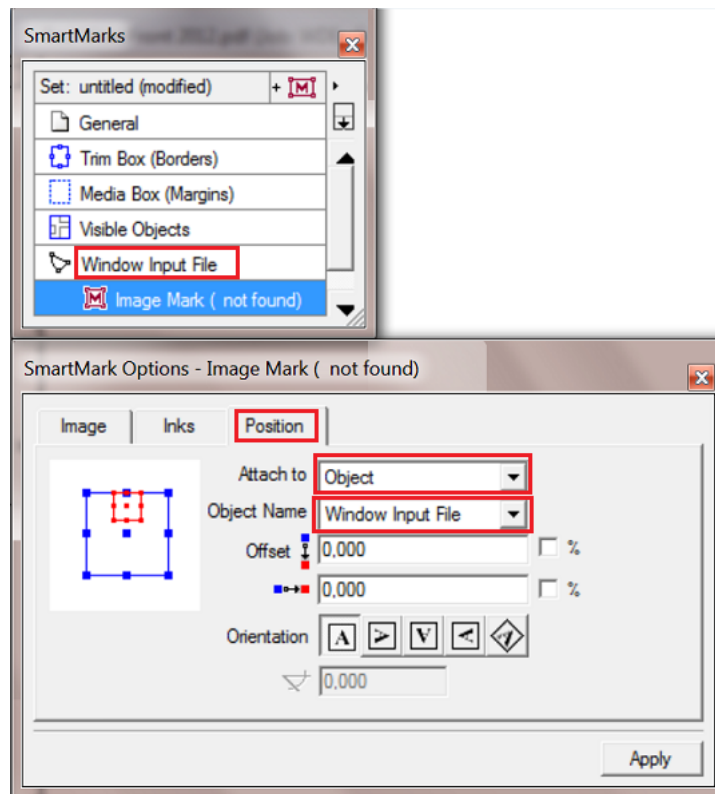 SmartMarks
Set: untitled (modified)
General
Trim Box (Borders)
Media Box (Margins)
Visible Objects
Window Input File
Image Mark ( not found)
SmartMark Options - Image Mark ( not found)
Image Inks Position
Attach to Object
Object Name Window Input File
Offset 0,000 %
0,000 %
Orientation A A A A A
0,000
Apply